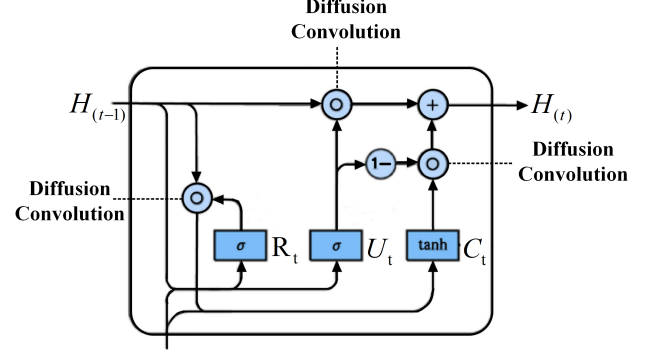 Diffusion
Convolution
H(t−1)
+
H(t)
1−
Diffusion
Convolution
Diffusion
Convolution
σ
Rt
σ
Ut
tanh
Ct